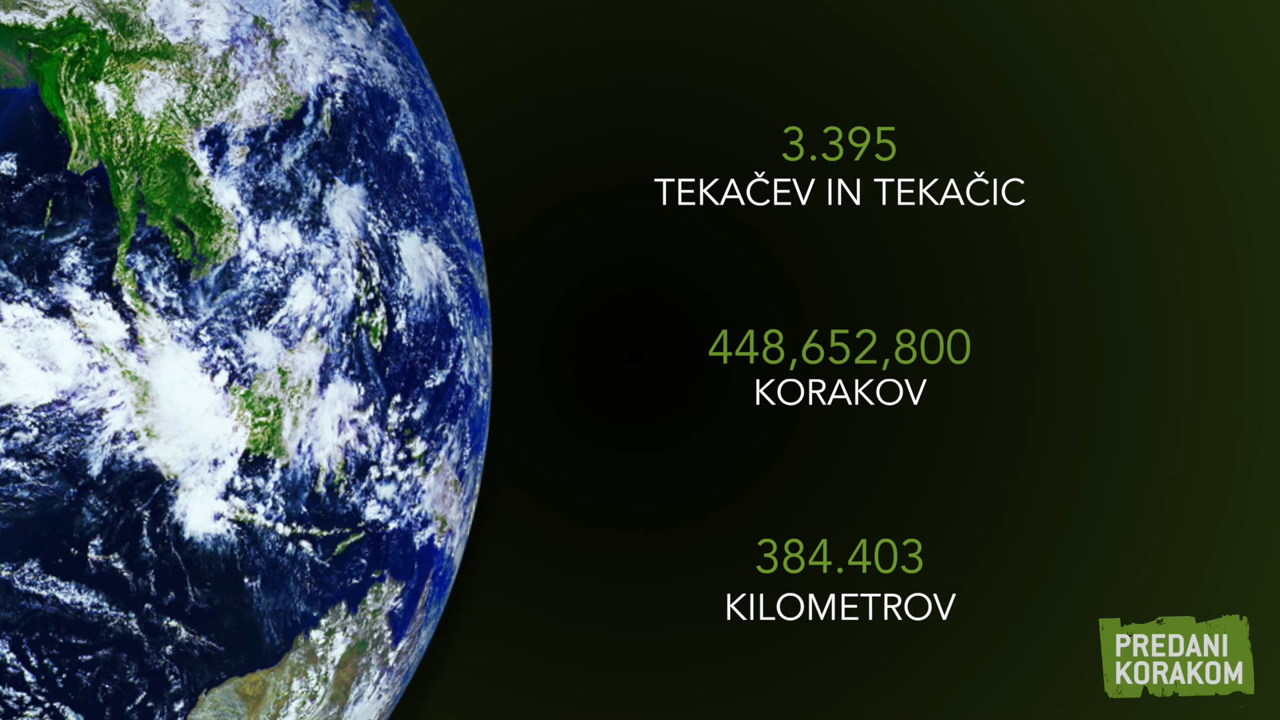 3.395
TEKAČEV IN TEKAČIC
448,652,800
KORAKOV
384.403
KILOMETROV
PREDANI
KORAKOM